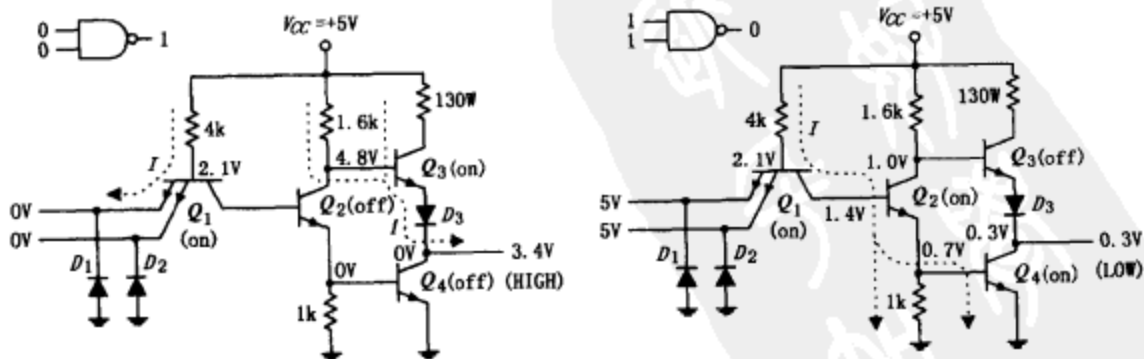 0
0
1
VCC=+5V
130W
1.6k
4k
I
2.1V
4.8V
Q3(on)
0V
0V
Q1
(on)
Q2(off)
D3
I
D1
D2
0V
0V
3.4V
Q4(off) (HIGH)
1k
1
1
0
VCC=+5V
130W
1.6k
4k
I
2.1V
1.0V
Q3(off)
5V
5V
Q1
(on)
1.4V
Q2(on)
D3
D1
D2
0.7V
0.3V
0.3V
Q4(on) (LOW)
1k